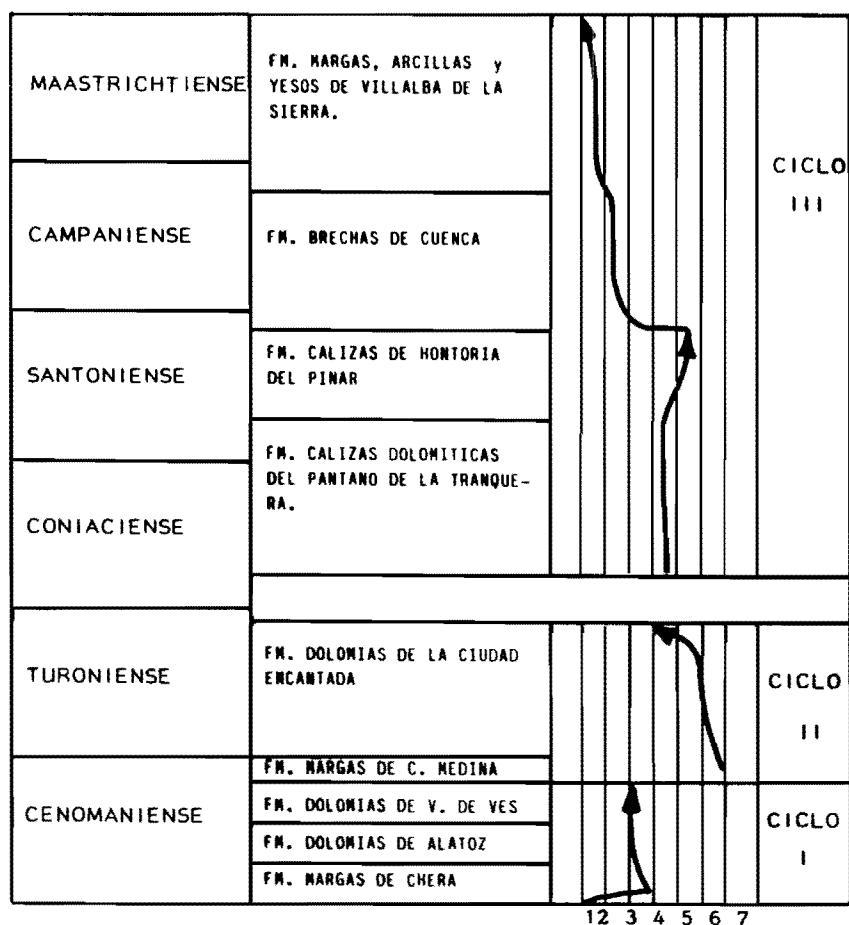 MAASTRICHTIENSE
FM. MARGAS, ARCILLAS y
YESOS DE VILLALBA DE LA
SIERRA.
CICLO
III
CAMPANIENSE
FM. BRECHAS DE CUENCA
SANTONIENSE
FM. CALIZAS DE HONTORIA
DEL PINAR
FM. CALIZAS DOLOMITICAS
DEL PANTANO DE LA TRANQUE-
RA.
CONIACIENSE
TURONIENSE
FM. DOLOMIAS DE LA CIUDAD
ENCANTADA
CICLO
II
FM. MARGAS DE C. MEDINA
CENOMANIENSE
FM. DOLOMIAS DE V. DE VES
FM. DOLOMIAS DE ALATOZ
FM. MARGAS DE CHERA
CICLO
I
12 3 4 5 6 7